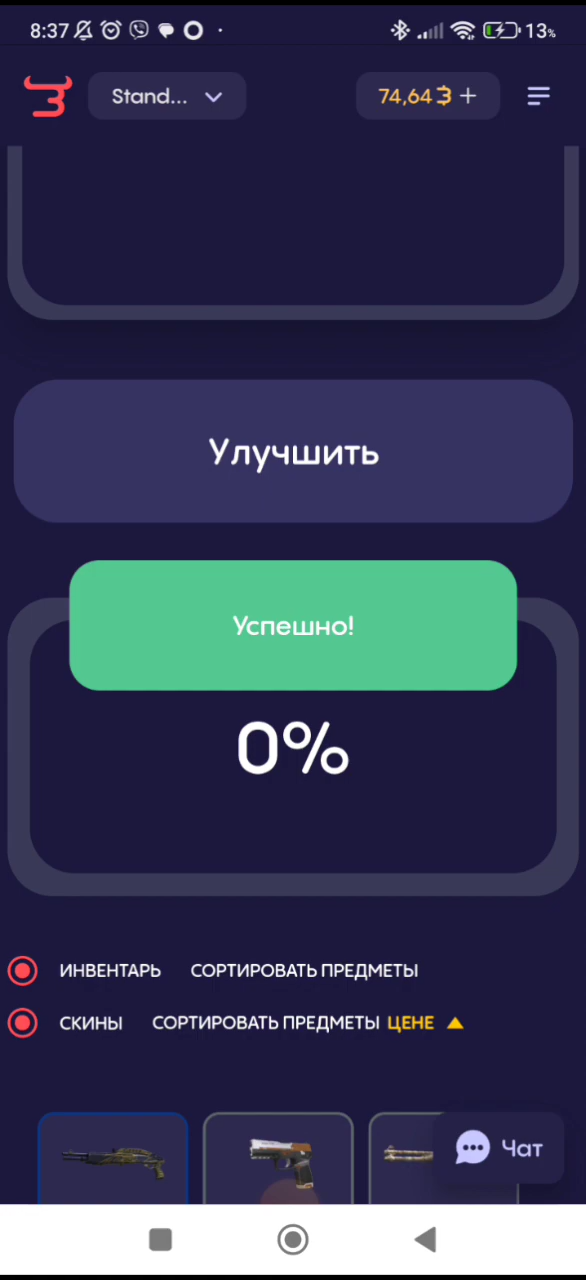 8:37 13%
Stand... 74,64 +
Улучшить
Успешно!
0%
ИНВЕНТАРЬ СОРТИРОВАТЬ ПРЕДМЕТЫ
СКИНЫ СОРТИРОВАТЬ ПРЕДМЕТЫ ЦЕНЕ
Чат